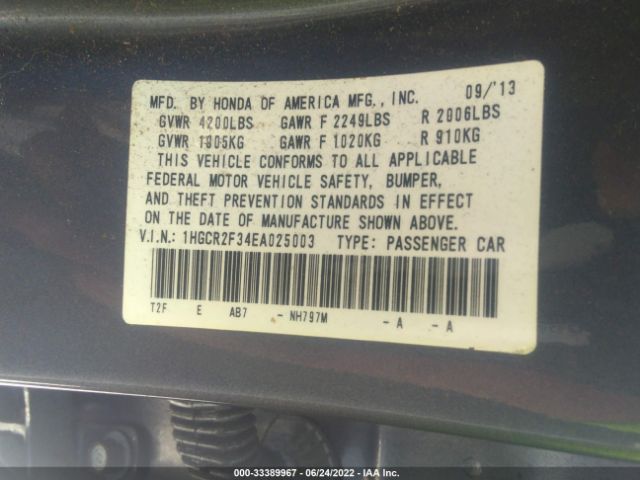 MFD. BY HONDA OF AMERICA MFG., INC. 09/'13
GVWR 4200LBS GAWR F 2249LBS R 2006LBS
GVWR 1905KG GAWR F 1020KG R 910KG
THIS VEHICLE CONFORMS TO ALL APPLICABLE
FEDERAL MOTOR VEHICLE SAFETY, BUMPER,
AND THEFT PREVENTION STANDARDS IN EFFECT
ON THE DATE OF MANUFACTURE SHOWN ABOVE.
V.I.N.: 1HGCR2F34EA025003 TYPE: PASSENGER CAR
T2F E AB7 - NH797M - A - A
000-33389967 - 06/24/2022 - IAA Inc.